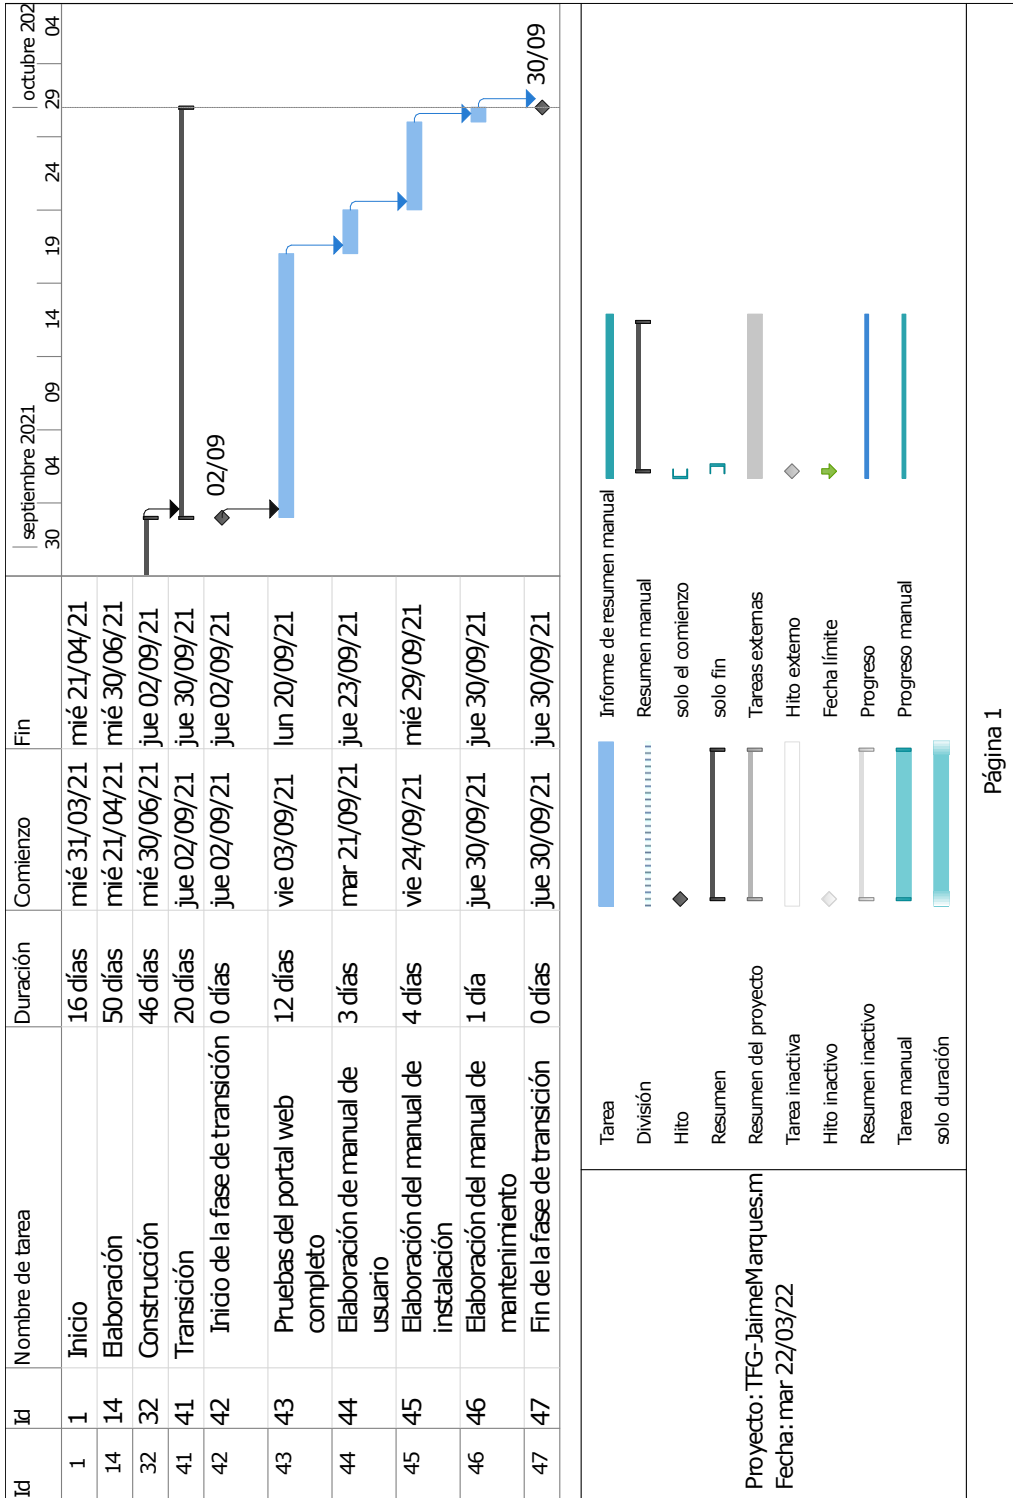 Id Id Nombre de tarea Duración Comienzo Fin
septiembre 2021 octubre 202
30 04 09 14 19 24 29 04
1 1 Inicio 16 días mié 31/03/21 mié 21/04/21
14 14 Elaboración 50 días mié 21/04/21 mié 30/06/21
32 32 Construcción 46 días mié 30/06/21 jue 02/09/21
41 41 Transición 20 días jue 02/09/21 jue 30/09/21
42 42 Inicio de la fase de transición 0 días jue 02/09/21 jue 02/09/21 02/09
43 43 Pruebas del portal web 12 días vie 03/09/21 lun 20/09/21
completo
44 44 Elaboración de manual de 3 días mar 21/09/21 jue 23/09/21
usuario
45 45 Elaboración del manual de 4 días vie 24/09/21 mié 29/09/21
instalación
46 46 Elaboración del manual de 1 día jue 30/09/21 jue 30/09/21
mantenimiento
47 47 Fin de la fase de transición 0 días jue 30/09/21 jue 30/09/21 30/09
Proyecto: TFG-JaimeMarques.m
Fecha: mar 22/03/22
Tarea
División
Hito
Resumen
Resumen del proyecto
Tarea inactiva
Hito inactivo
Resumen inactivo
Tarea manual
solo duración
Informe de resumen manual
Resumen manual
solo el comienzo
solo fin
Tareas externas
Hito externo
Fecha límite
Progreso
Progreso manual
Página 1